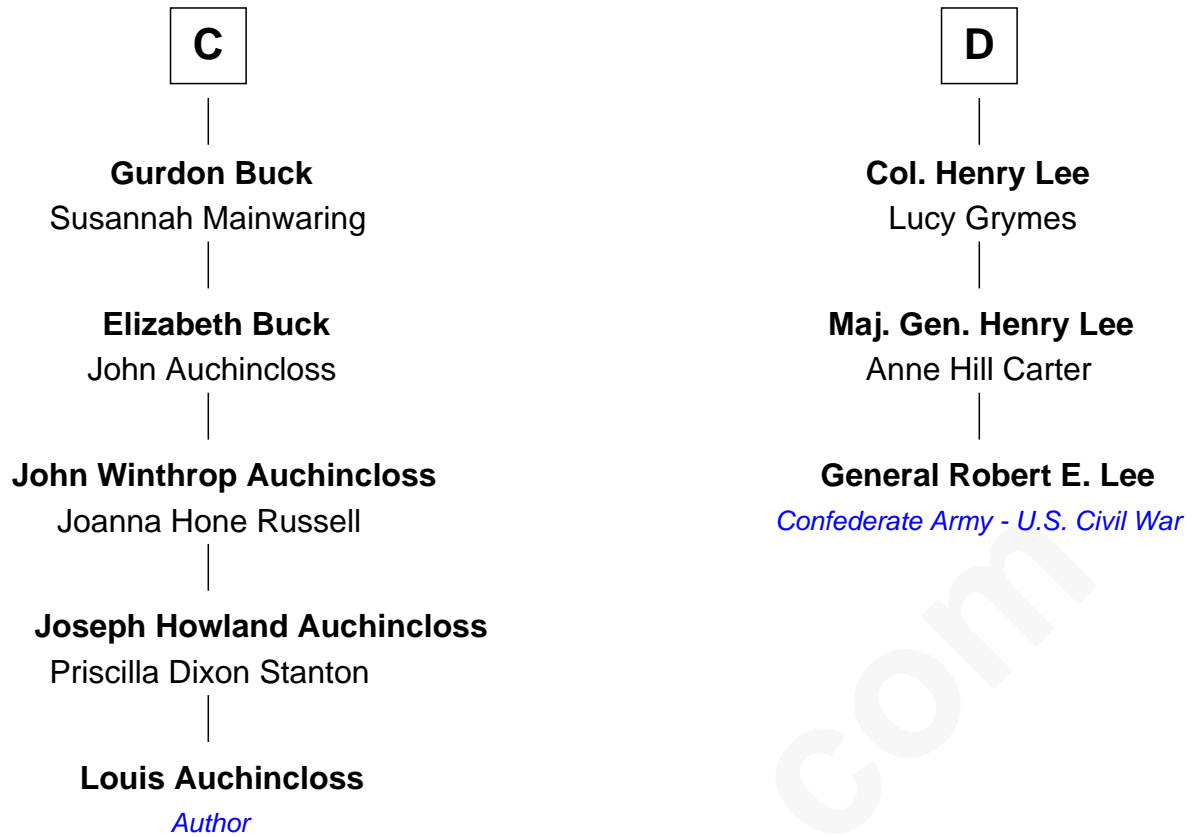 C
Gurdon Buck
Susannah Mainwaring
Elizabeth Buck
John Auchincloss
John Winthrop Auchincloss
Joanna Hone Russell
Joseph Howland Auchincloss
Priscilla Dixon Stanton
Louis Auchincloss
Author
D
Col. Henry Lee
Lucy Grymes
Maj. Gen. Henry Lee
Anne Hill Carter
General Robert E. Lee
Confederate Army - U.S. Civil War
com